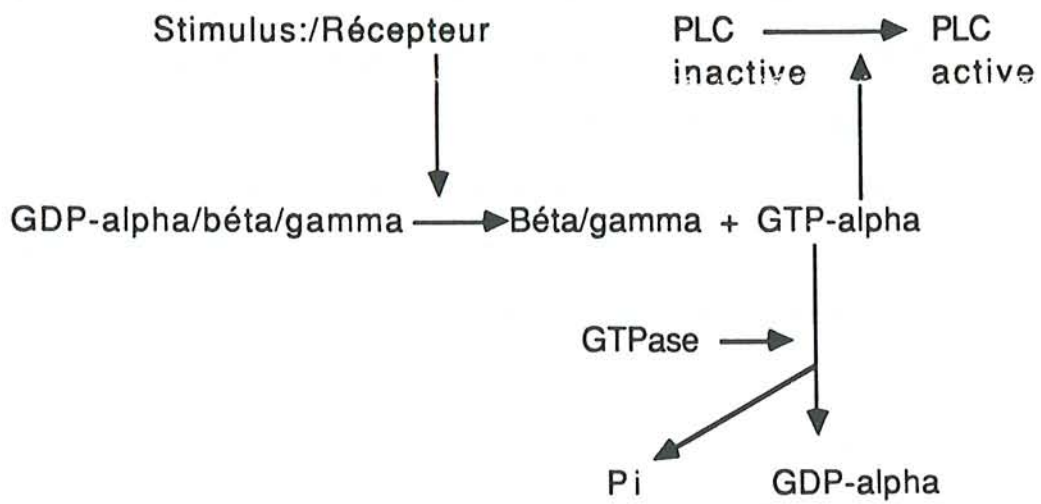 Stimulus:/Récepteur
PLC inactive
PLC active
GDP-alpha/béta/gamma
Béta/gamma + GTP-alpha
GTPase
Pi
GDP-alpha